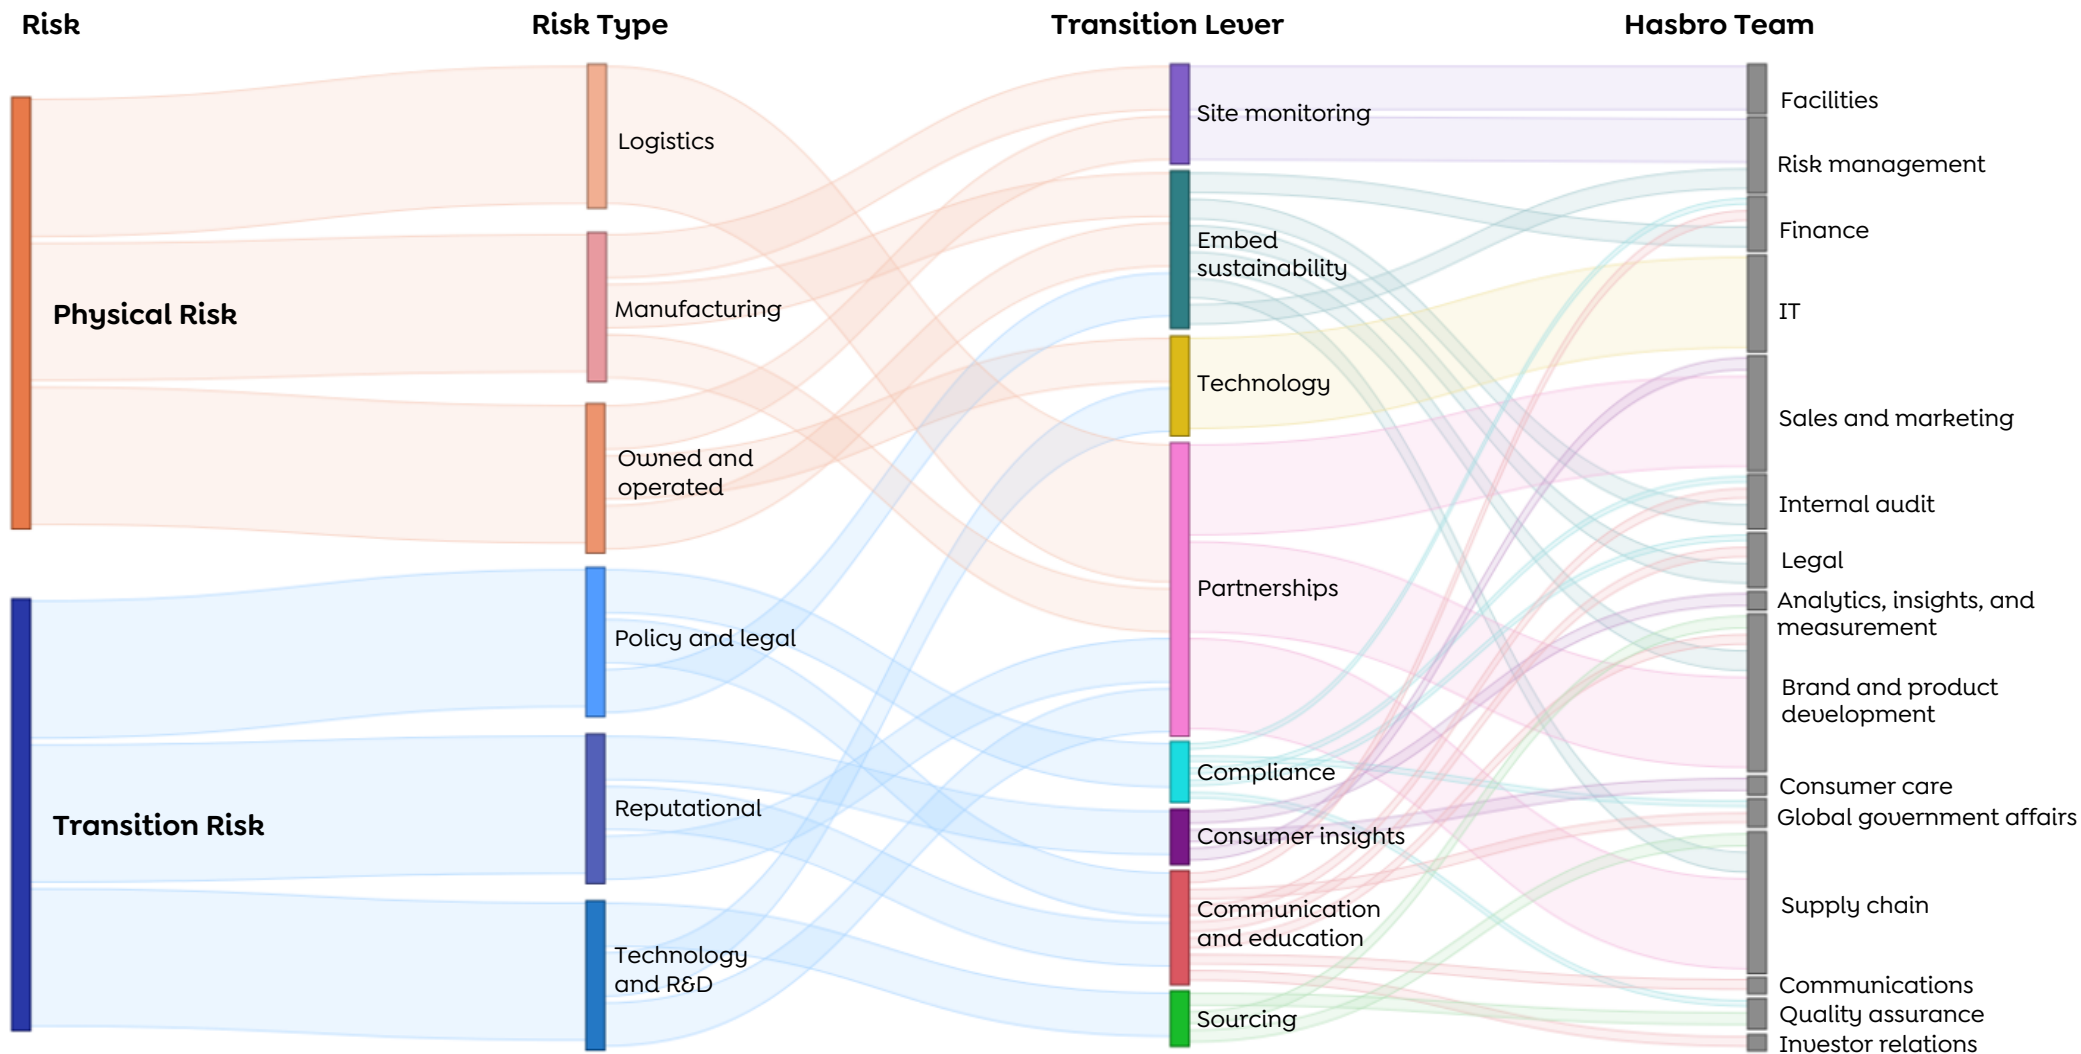 Risk
Risk Type
Transition Lever
Hasbro Team
Physical Risk
Transition Risk
Logistics
Manufacturing
Owned and
operated
Policy and legal
Reputational
Technology
and R&D
Site monitoring
Embed
sustainability
Technology
Partnerships
Compliance
Consumer insights
Communication
and education
Sourcing
Facilities
Risk management
Finance
IT
Sales and marketing
Internal audit
Legal
Analytics, insights, and
measurement
Brand and product
development
Consumer care
Global government affairs
Supply chain
Communications
Quality assurance
Investor relations